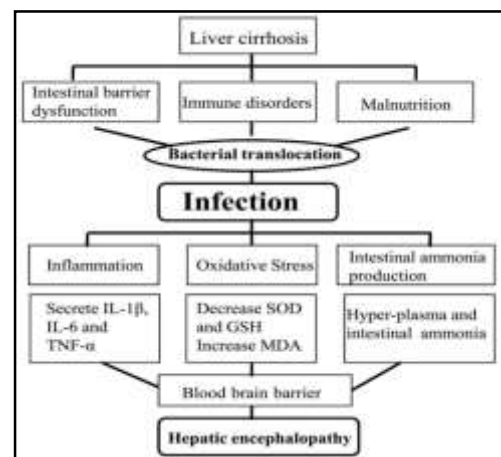 Liver cirrhosis
Intestinal barrier
dysfunction
Immune disorders
Malnutrition
Bacterial translocation
Infection
Inflammation
Oxidative Stress
Intestinal ammonia
production
Secrete IL-1β,
IL-6 and
TNF-α
Decrease SOD
and GSH
Increase MDA
Hyper-plasma and
intestinal ammonia
Blood brain barrier
Hepatic encephalopathy